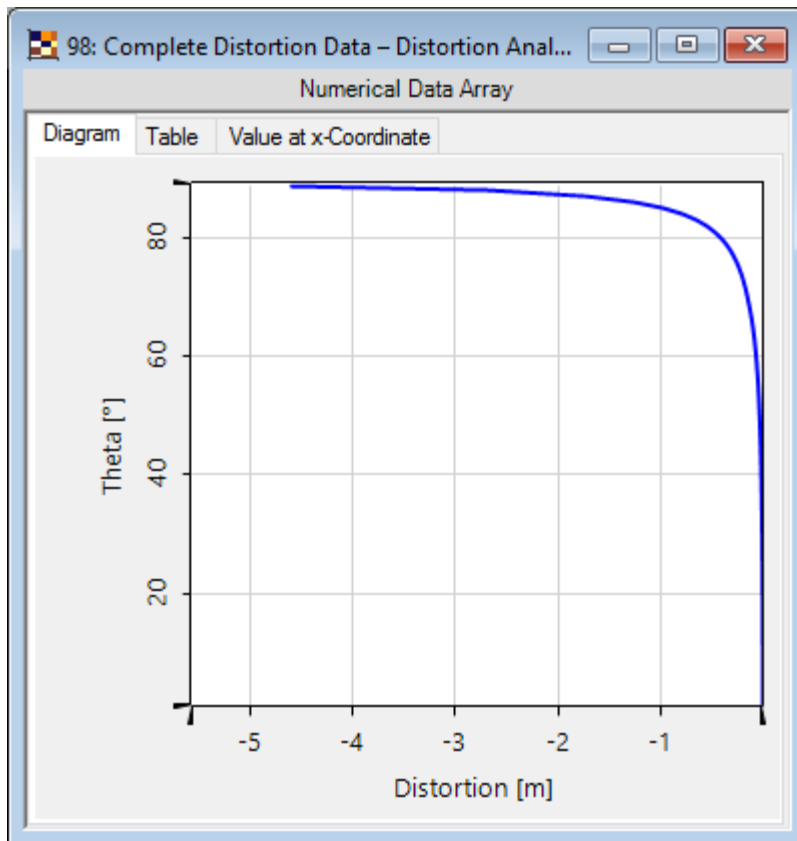 98: Complete Distortion Data – Distortion Anal...
Numerical Data Array
Diagram Table Value at x-Coordinate
80
60
40
20
Theta [°]
-5 -4 -3 -2 -1
Distortion [m]